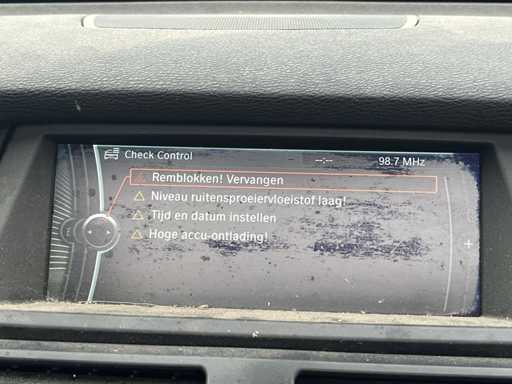 Check Control
--:--
98.7 MHz
Remblokken! Vervangen
Niveau ruitensproeiervloeistof laag!
Tijd en datum instellen
Hoge accu-ontlading!
+